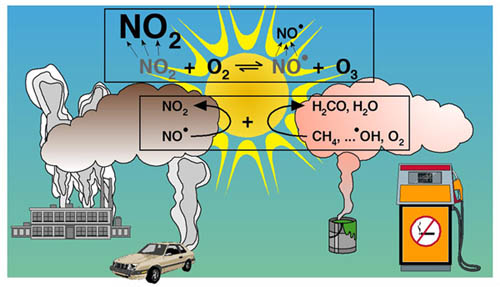 NO₂ NO•
NO₂ + O₂ ⇌ NO• + O₃
NO₂ H₂CO, H₂O
+
NO• CH₄, ...•OH, O₂